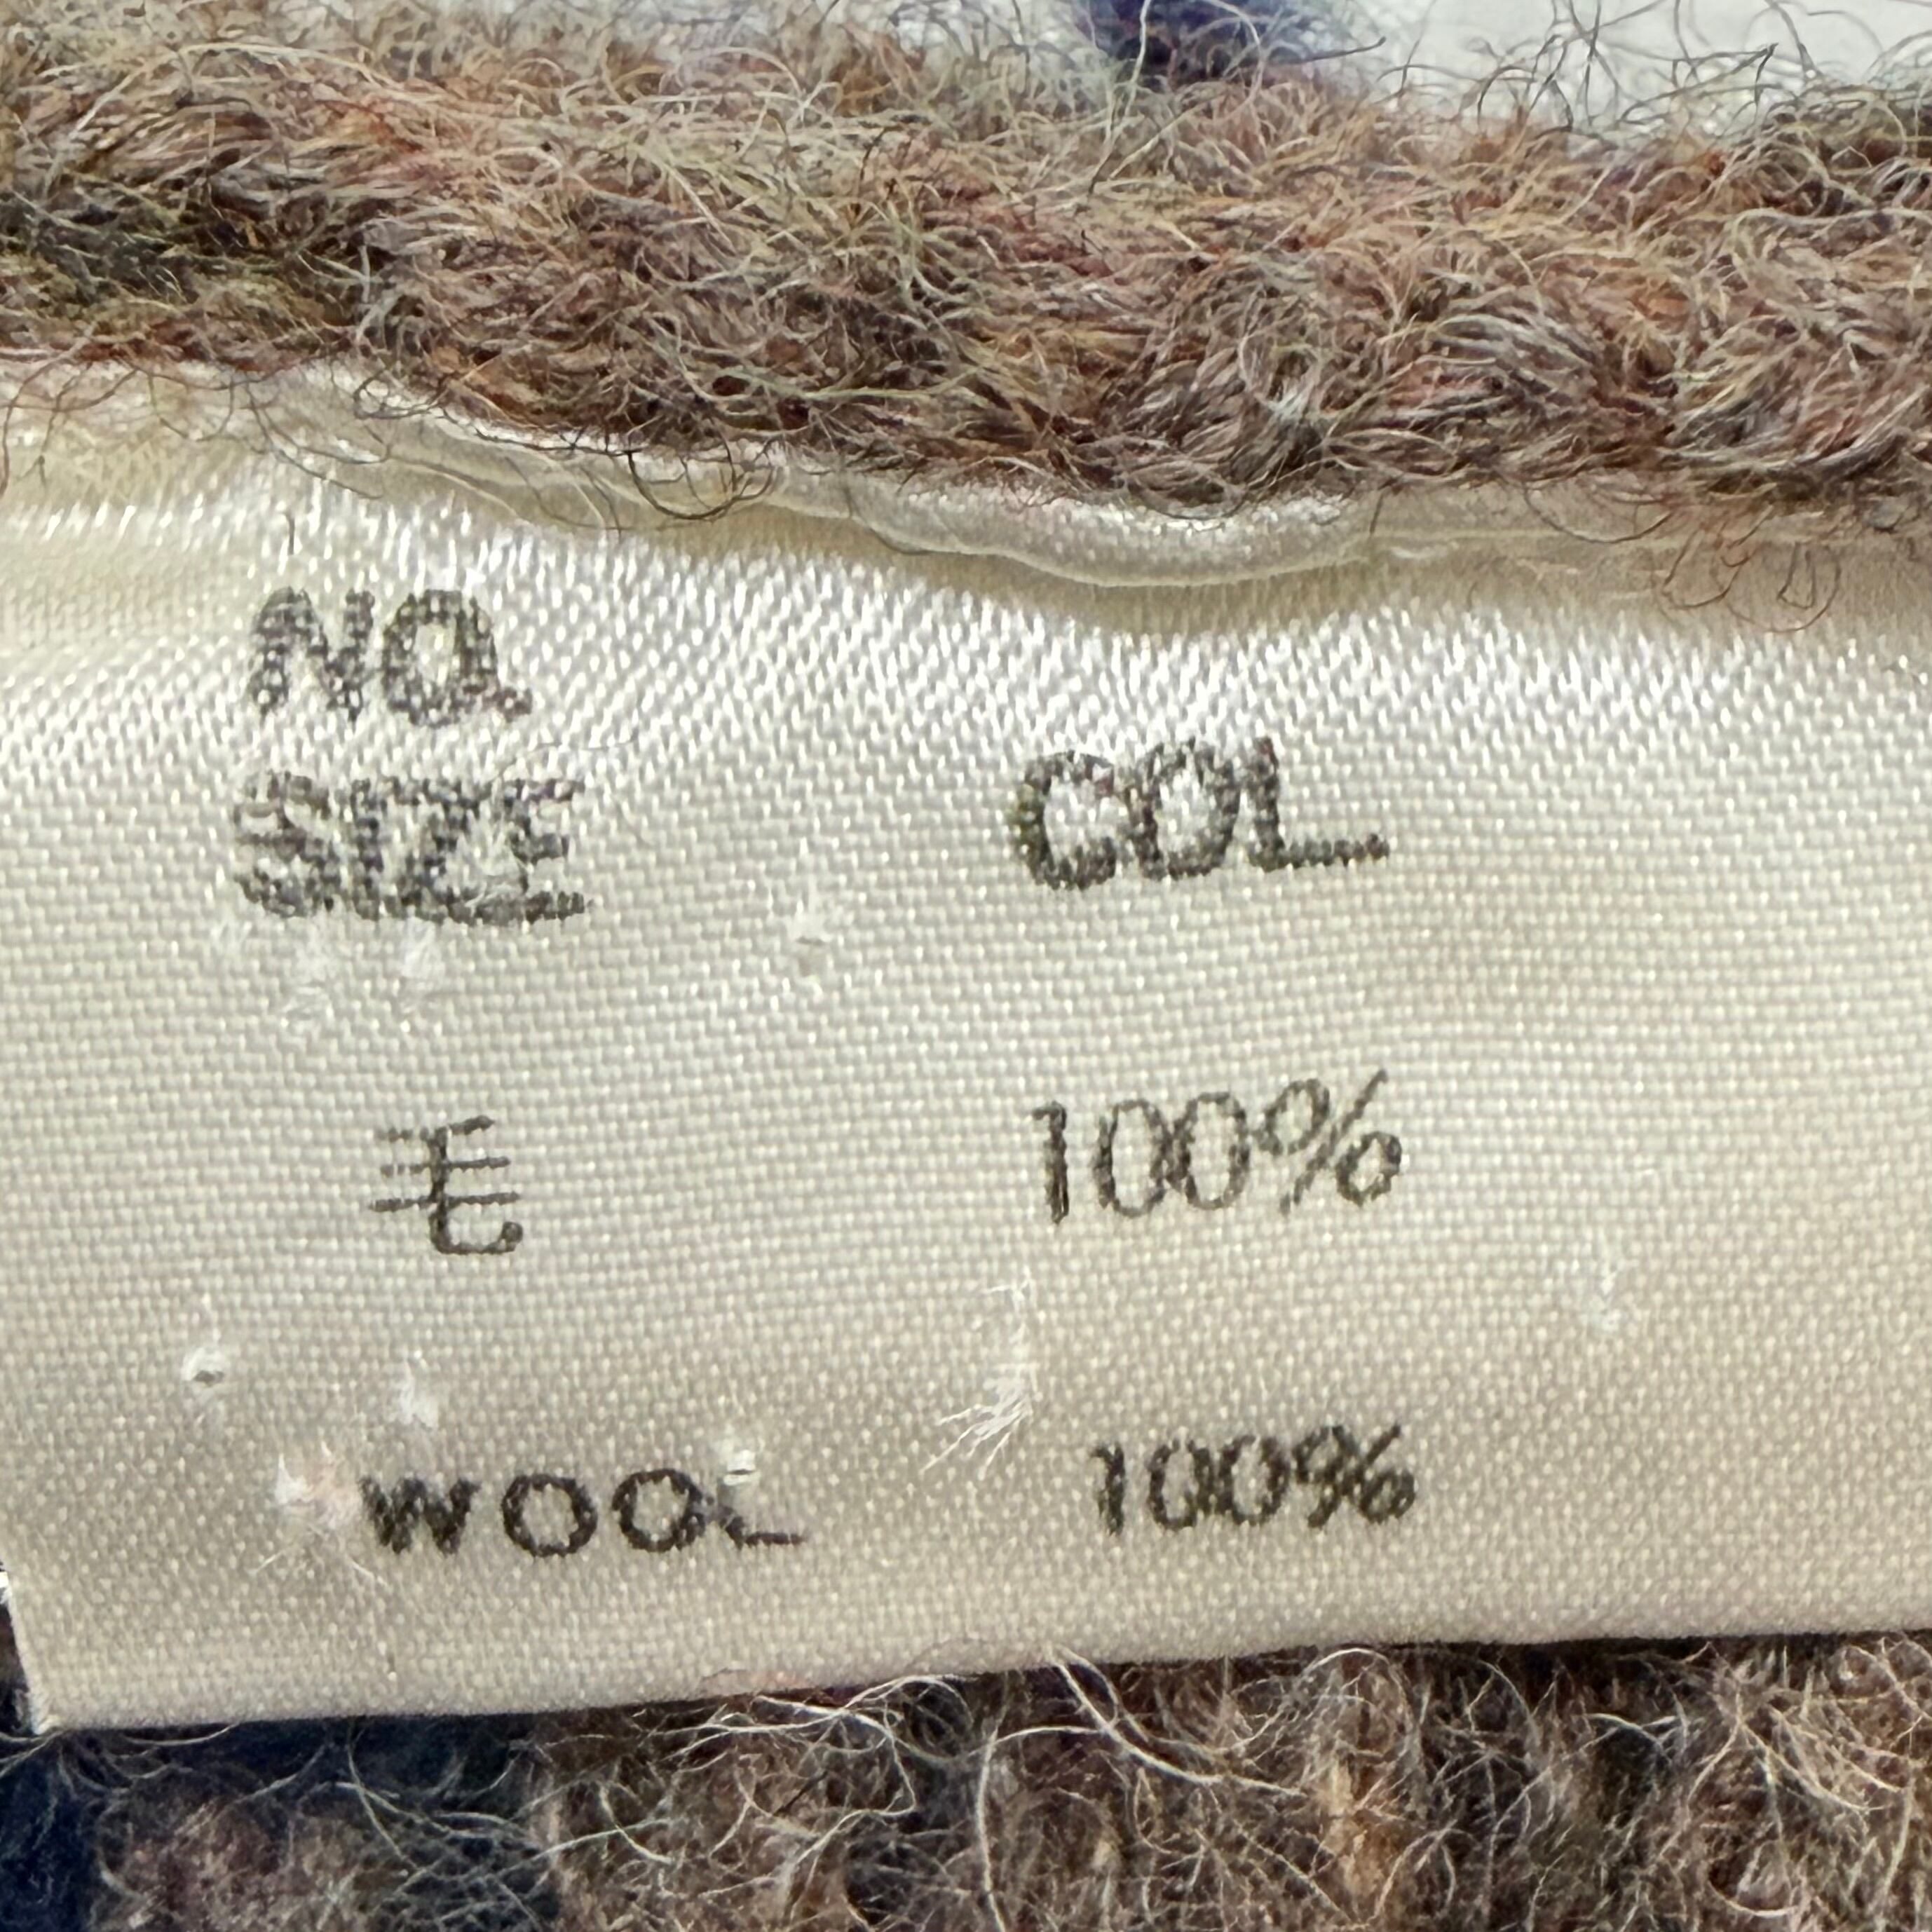 NO.
SIZE COL.
毛 100%
WOOL 100%